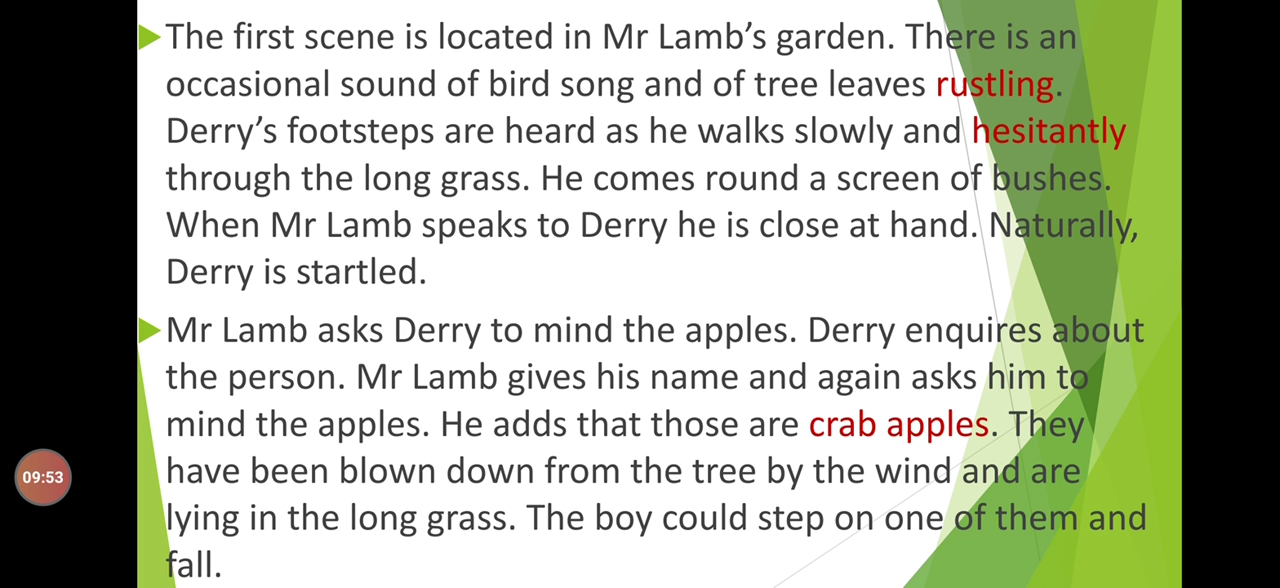 The first scene is located in Mr Lamb’s garden. There is an
occasional sound of bird song and of tree leaves rustling.
Derry’s footsteps are heard as he walks slowly and hesitantly
through the long grass. He comes round a screen of bushes.
When Mr Lamb speaks to Derry he is close at hand. Naturally,
Derry is startled.
Mr Lamb asks Derry to mind the apples. Derry enquires about
the person. Mr Lamb gives his name and again asks him to
mind the apples. He adds that those are crab apples. They
have been blown down from the tree by the wind and are
lying in the long grass. The boy could step on one of them and
fall.
09:53